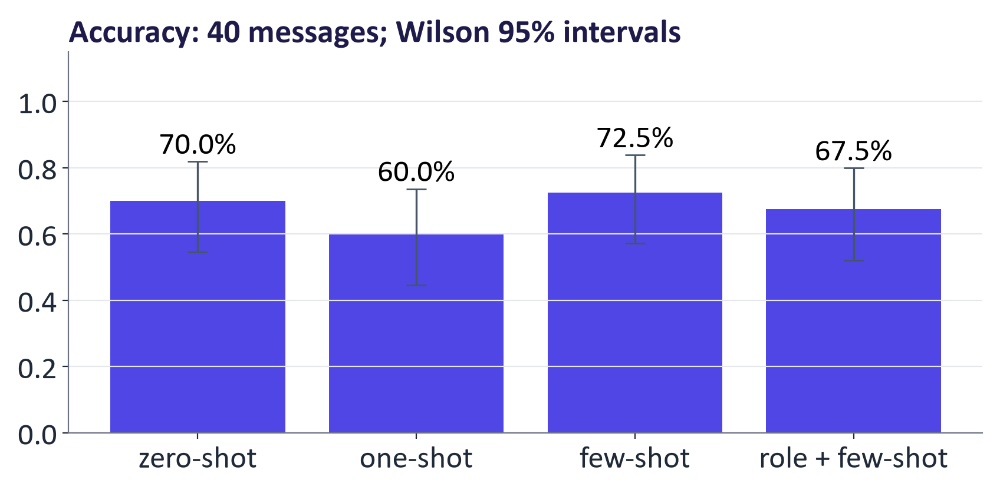 Accuracy: 40 messages; Wilson 95% intervals
1.0
0.8
0.6
0.4
0.2
0.0
70.0%
60.0%
72.5%
67.5%
zero-shot
one-shot
few-shot
role + few-shot